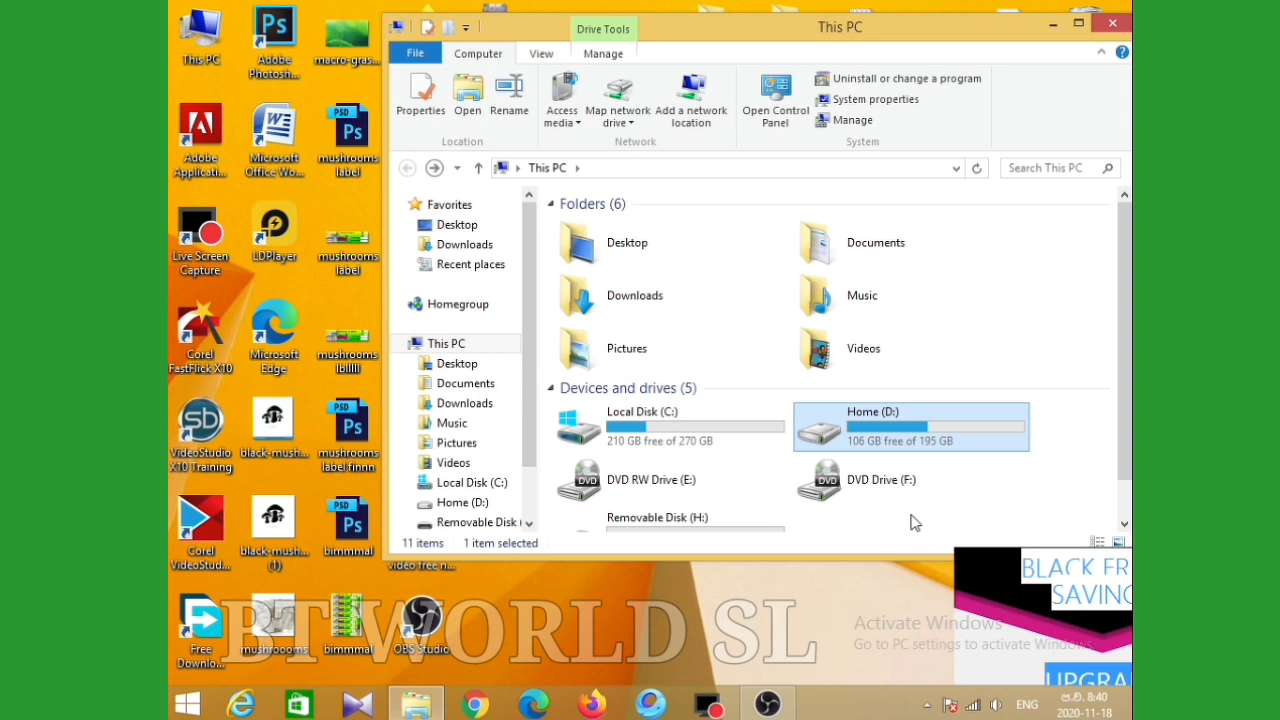 This PC
Adobe
Photosh...
macro-gras...
Adobe
Applicati...
Microsoft
Office Wo...
PSD
mushrooms
label
Live Screen
Capture
LDPlayer
mushrooms
label
Corel
FastFlick X10
Microsoft
Edge
mushrooms
lblllll
VideoStudio
X10 Training
black-mush...
PSD
mushrooms
label finnn
Corel
VideoStud...
black-mush...
(1)
PSD
bimmmal
video free n...
Free
Downlo...
mushroooms
bimmmal
OBS Studio
Drive Tools
This PC
File
Computer
View
Manage
Properties
Open
Rename
Access
media
Map network
drive
Add a network
location
Open Control
Panel
Uninstall or change a program
System properties
Manage
Location
Network
System
This PC
Search This PC
Favorites
Desktop
Downloads
Recent places
Homegroup
This PC
Desktop
Documents
Downloads
Music
Pictures
Videos
Local Disk (C:)
Home (D:)
Removable Disk (
Folders (6)
Desktop
Documents
Downloads
Music
Pictures
Videos
Devices and drives (5)
Local Disk (C:)
210 GB free of 270 GB
Home (D:)
106 GB free of 195 GB
DVD RW Drive (E:)
DVD Drive (F:)
Removable Disk (H:)
11 items
1 item selected
BLACK FR
SAVING
Activate Windows
Go to PC settings to activate Windows.
UPGRA
BT WORLD SL
ENG
ප.ව. 8:40
2020-11-18